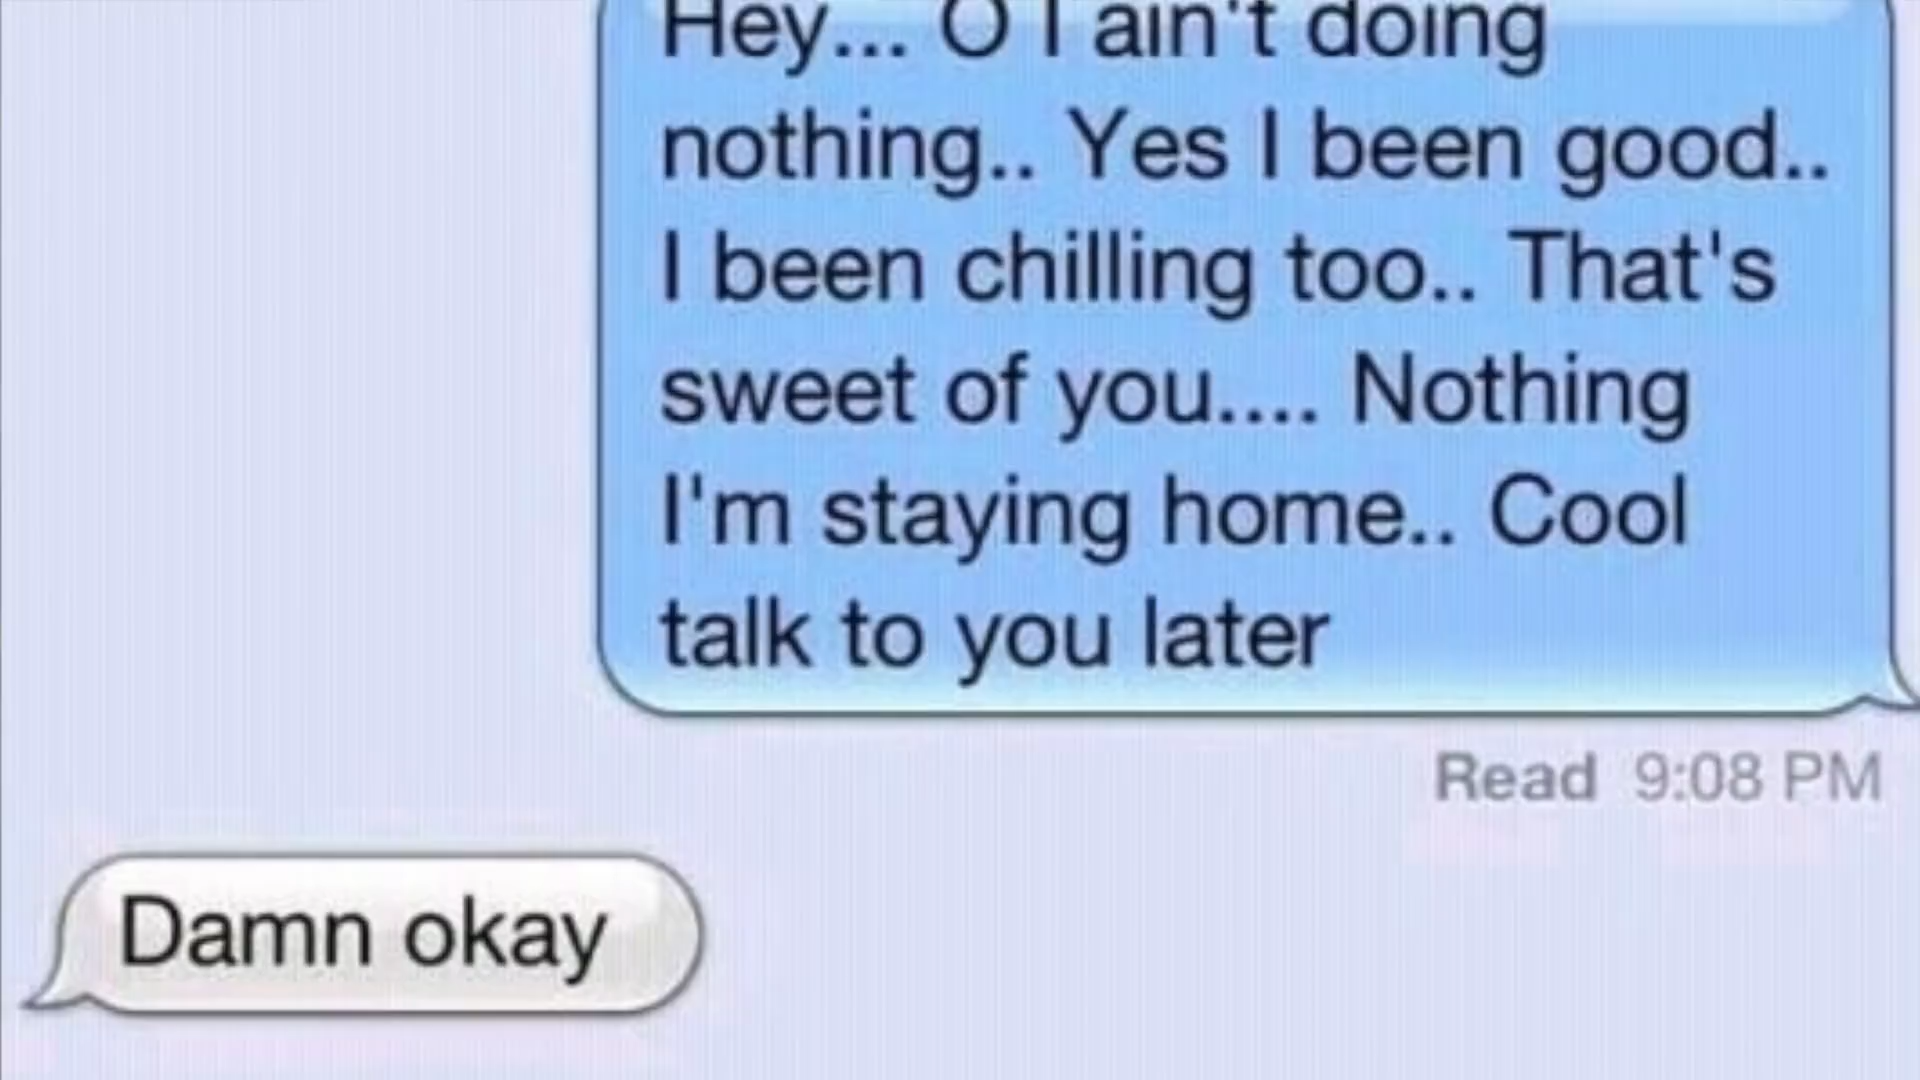 Hey... O I ain't doing
nothing.. Yes I been good..
I been chilling too.. That's
sweet of you.... Nothing
I'm staying home.. Cool
talk to you later
Read 9:08 PM
Damn okay